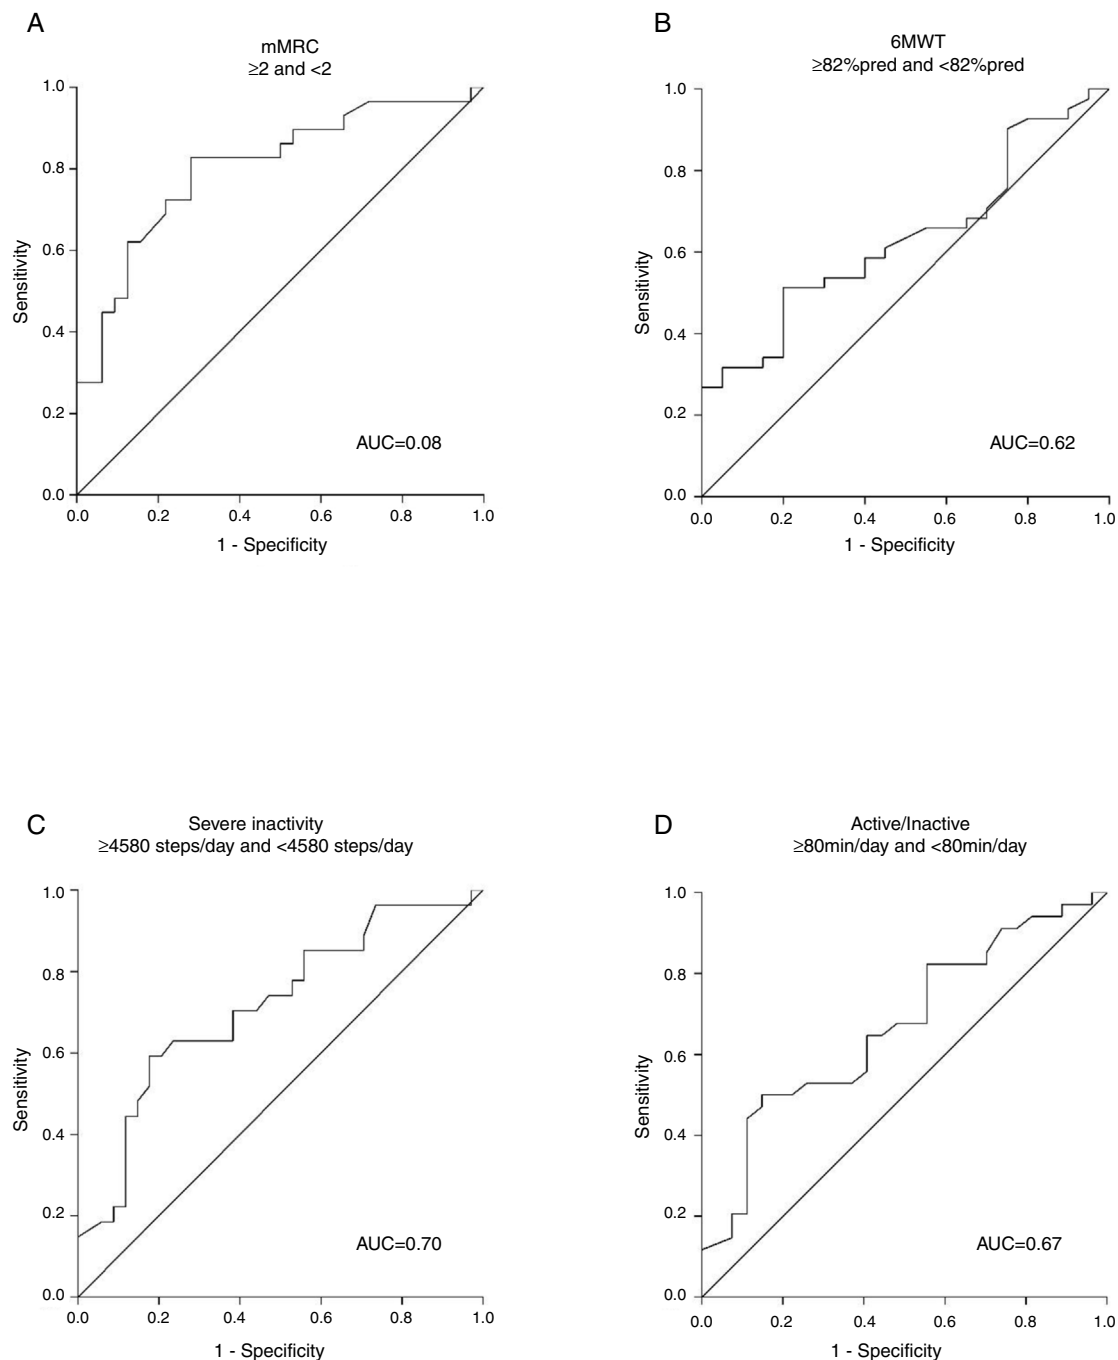 A
mMRC
≥2 and <2
1.0
0.8
0.6
0.4
0.2
0.0
Sensitivity
AUC=0.08
0.0 0.2 0.4 0.6 0.8 1.0
1 - Specificity
B
6MWT
≥82%pred and <82%pred
1.0
0.8
0.6
0.4
0.2
0.0
Sensitivity
AUC=0.62
0.0 0.2 0.4 0.6 0.8 1.0
1 - Specificity
C
Severe inactivity
≥4580 steps/day and <4580 steps/day
1.0
0.8
0.6
0.4
0.2
0.0
Sensitivity
AUC=0.70
0.0 0.2 0.4 0.6 0.8 1.0
1 - Specificity
D
Active/Inactive
≥80min/day and <80min/day
1.0
0.8
0.6
0.4
0.2
0.0
Sensitivity
AUC=0.67
0.0 0.2 0.4 0.6 0.8 1.0
1 - Specificity